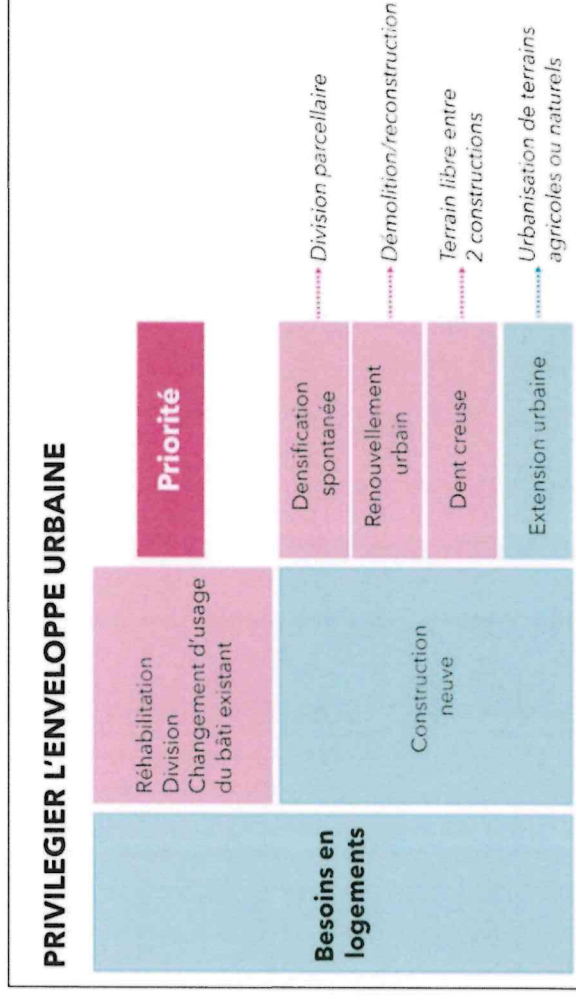 PRIVILEGIER L'ENVELOPPE URBAINE
Besoins en
logements
Réhabilitation
Division
Changement d'usage
du bâti existant
Construction
neuve
Priorité
Densification
spontanée
Division parcellaire
Renouvellement
urbain
Démolition/reconstruction
Dent creuse
Terrain libre entre
2 constructions
Extension urbaine
Urbanisation de terrains
agricoles ou naturels